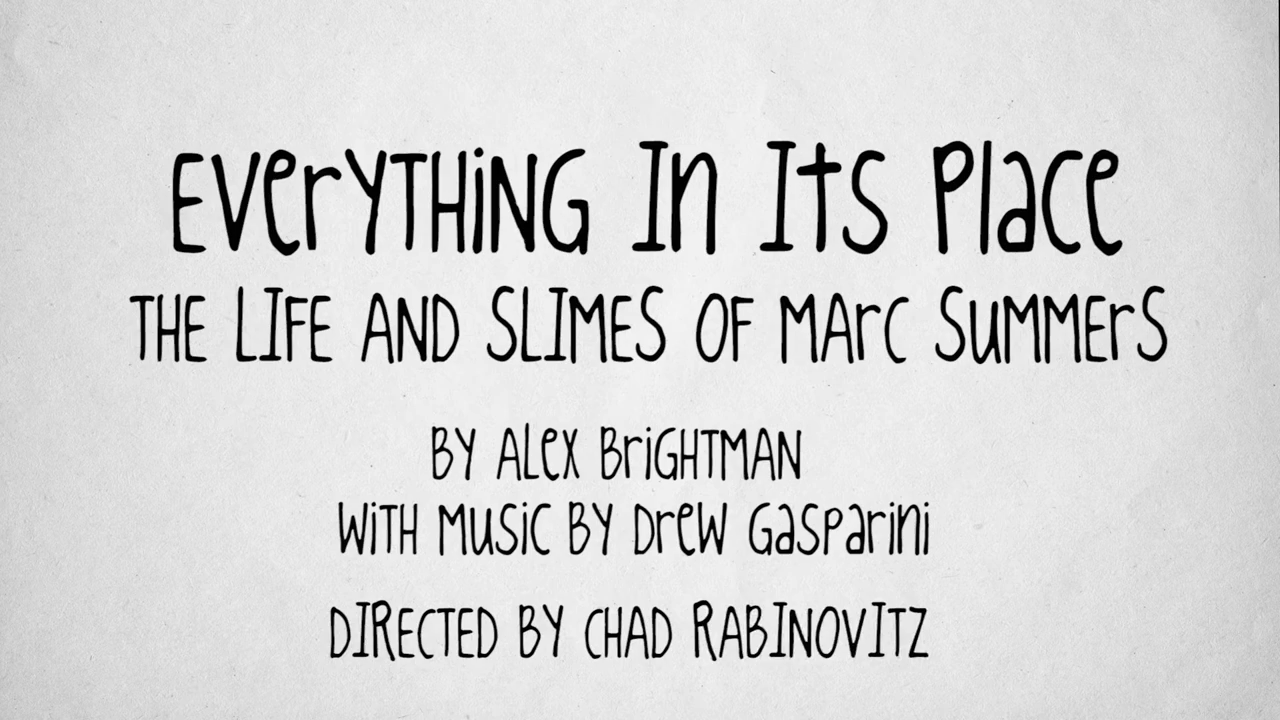 Everything In Its Place
The Life and Slimes of Marc Summers
By Alex Brightman
With Music By Drew Gasparini
Directed by Chad Rabinovitz